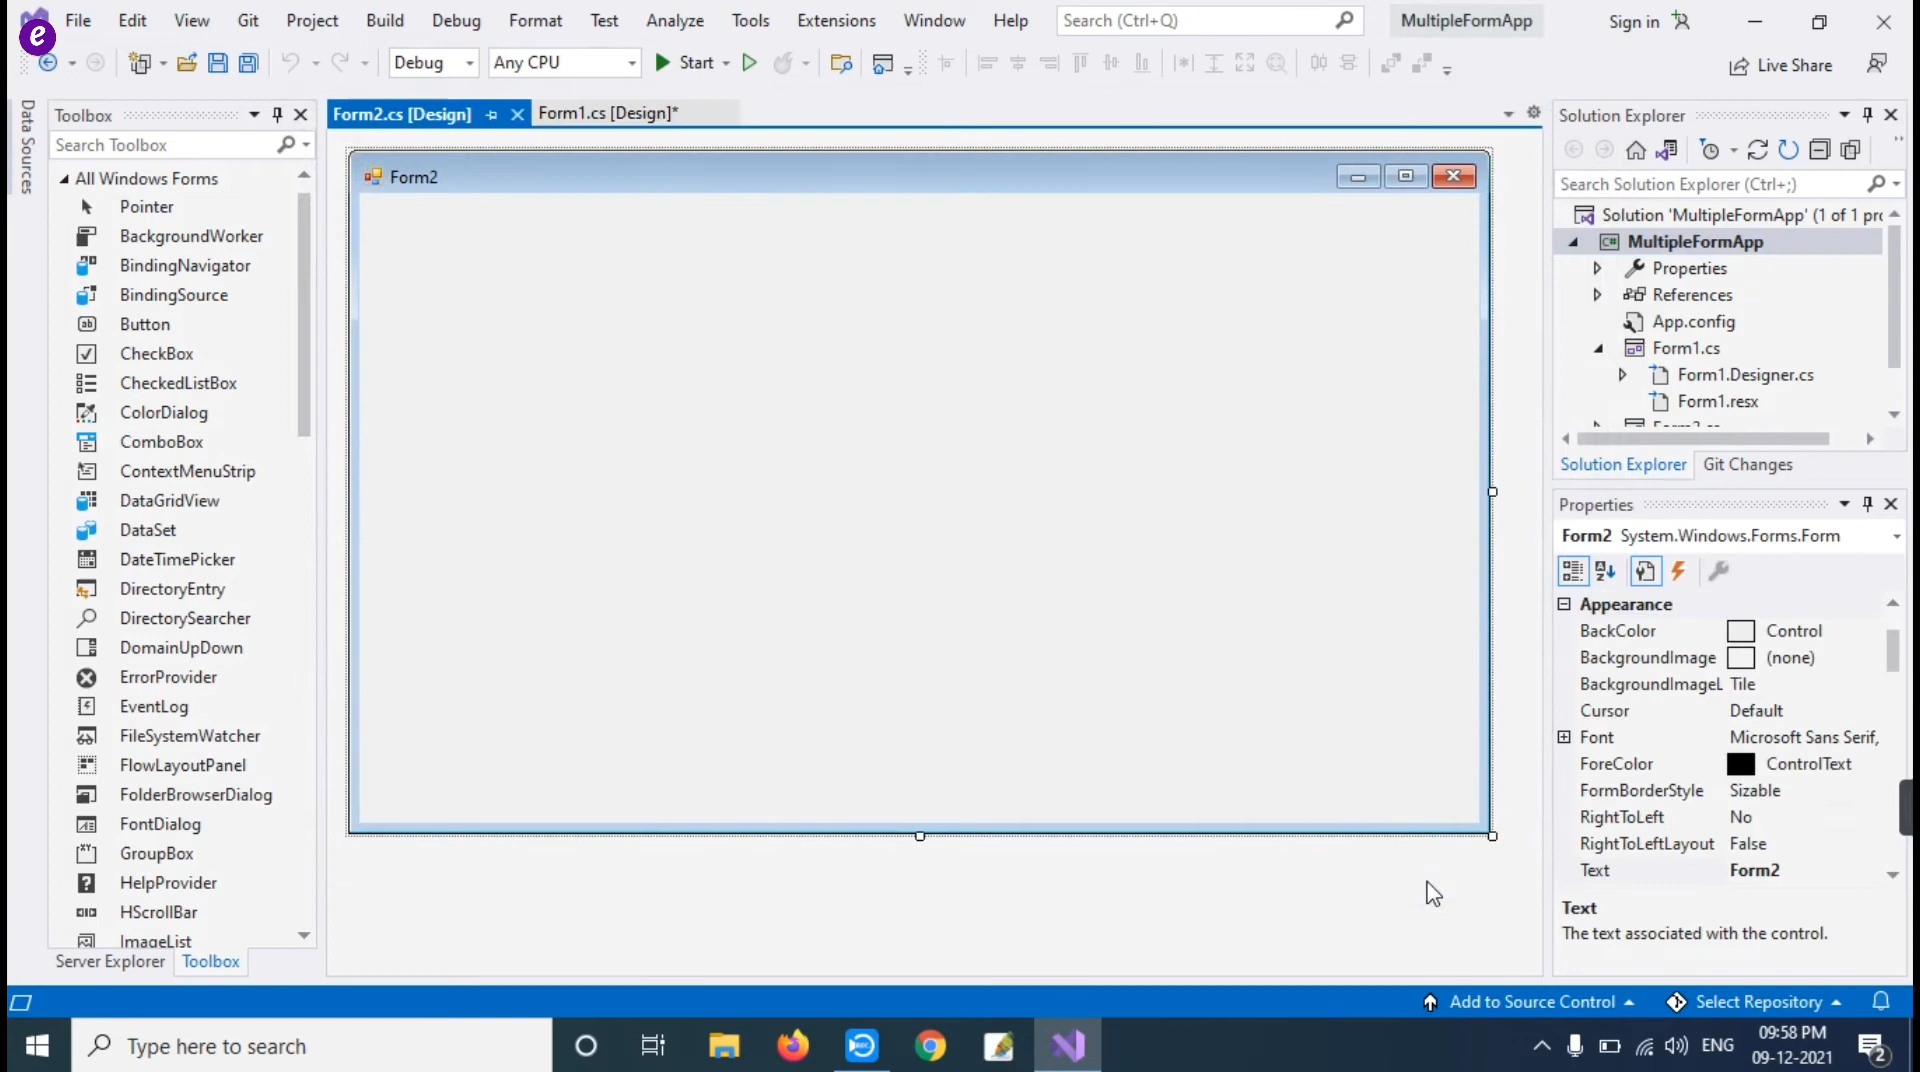 e
File Edit View Git Project Build Debug Format Test Analyze Tools Extensions Window Help Search (Ctrl+Q) MultipleFormApp Sign in
Debug Any CPU Start Live Share
Data Sources
Toolbox
Search Toolbox
All Windows Forms
Pointer
BackgroundWorker
BindingNavigator
BindingSource
Button
CheckBox
CheckedListBox
ColorDialog
ComboBox
ContextMenuStrip
DataGridView
DataSet
DateTimePicker
DirectoryEntry
DirectorySearcher
DomainUpDown
ErrorProvider
EventLog
FileSystemWatcher
FlowLayoutPanel
FolderBrowserDialog
FontDialog
GroupBox
HelpProvider
HScrollBar
ImageList
Server Explorer Toolbox
Form2.cs [Design] Form1.cs [Design]*
Form2
Solution Explorer
Search Solution Explorer (Ctrl+;)
Solution 'MultipleFormApp' (1 of 1 pro
MultipleFormApp
Properties
References
App.config
Form1.cs
Form1.Designer.cs
Form1.resx
Form2.cs
Solution Explorer Git Changes
Properties
Form2 System.Windows.Forms.Form
Appearance
BackColor Control
BackgroundImage (none)
BackgroundImageL Tile
Cursor Default
Font Microsoft Sans Serif,
ForeColor ControlText
FormBorderStyle Sizable
RightToLeft No
RightToLeftLayout False
Text Form2
Text
The text associated with the control.
Add to Source Control Select Repository
Type here to search
ENG 09:58 PM
09-12-2021
2